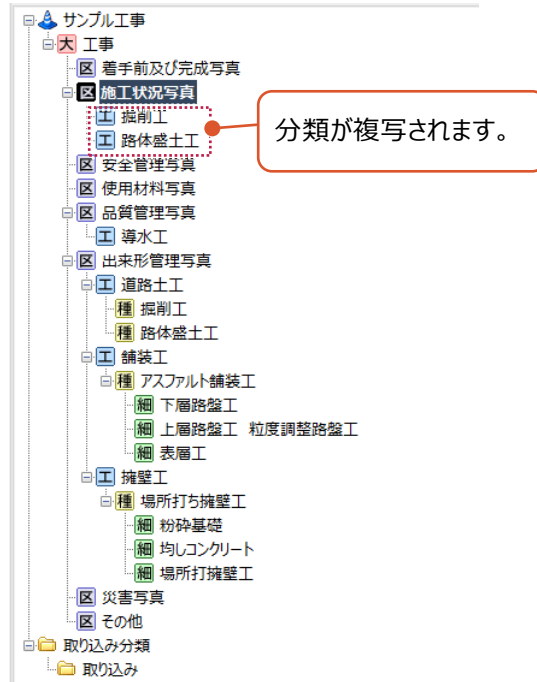 サンプル工事
大 工事
区 着手前及び完成写真
区 施工状況写真
工 掘削工
工 路体盛土工
分類が複写されます。
区 安全管理写真
区 使用材料写真
区 品質管理写真
工 導水工
区 出来形管理写真
工 道路土工
種 掘削工
種 路体盛土工
工 舗装工
種 アスファルト舗装工
細 下層路盤工
細 上層路盤工 粒度調整路盤工
細 表層工
工 擁壁工
種 場所打ち擁壁工
細 粉砕基礎
細 均しコンクリート
細 場所打擁壁工
区 災害写真
区 その他
取り込み分類
取り込み